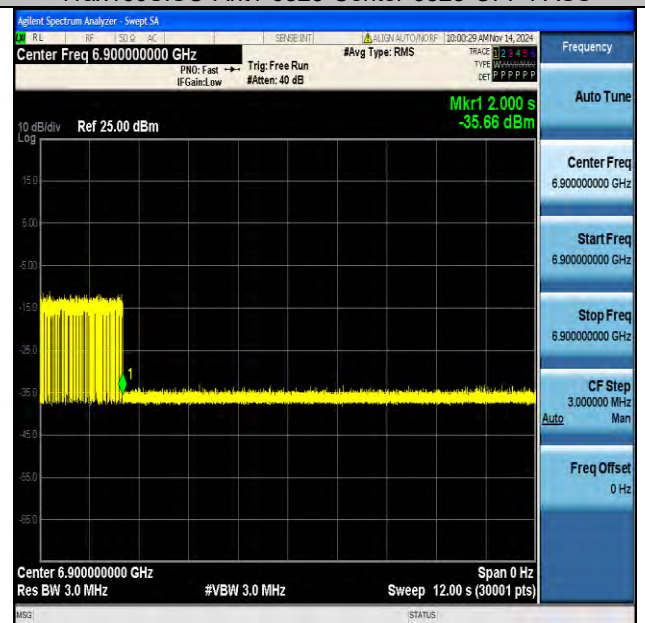 Agilent Spectrum Analyzer - Swept SA
RL RF 50 Ω AC SENSE:INT ALIGN AUTO/NO RF 10:00:29 AM Nov 14, 2024
Center Freq 6.900000000 GHz #Avg Type: RMS TRACE 1 2 3 4 5 6 Frequency
PNO: Fast Trig: Free Run TYPE
IFGain:Low #Atten: 40 dB DET P P P P P P
Mkr1 2.000 s Auto Tune
10 dB/div Ref 25.00 dBm -35.66 dBm
Log
Center Freq
15.0 6.900000000 GHz
5.00
Start Freq
-5.00 6.900000000 GHz
-15.0 Stop Freq
6.900000000 GHz
-25.0
1
-35.0 CF Step
3.000000 MHz
Auto Man
-45.0
Freq Offset
-55.0 0 Hz
-65.0
Center 6.900000000 GHz Span 0 Hz
Res BW 3.0 MHz #VBW 3.0 MHz Sweep 12.00 s (30001 pts)
MSG STATUS